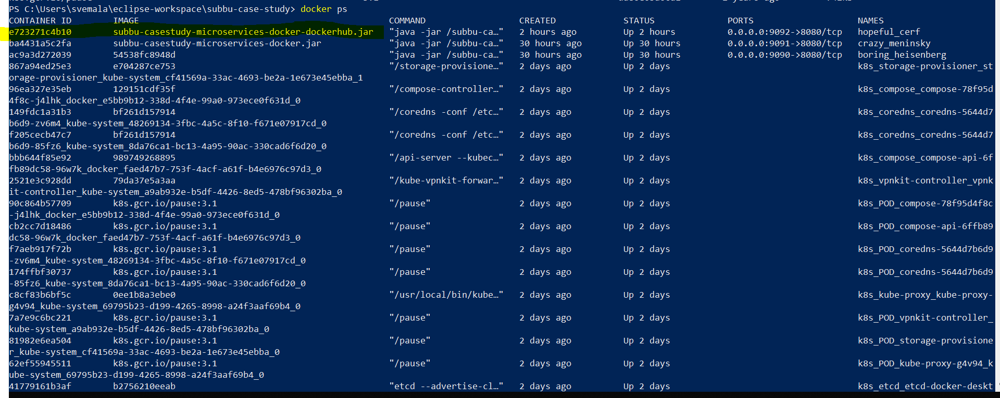 PS C:\Users\svemala\eclipse-workspace\subbu-case-study> docker ps
CONTAINER ID        IMAGE                                                COMMAND                  CREATED             STATUS              PORTS                    NAMES
e723271c4b10        subbu-casestudy-microservices-docker-dockerhub.jar   "java -jar /subbu-ca…"   2 hours ago         Up 2 hours          0.0.0.0:9092->8080/tcp   hopeful_cerf
ba4431a5c2fa        subbu-casestudy-microservices-docker.jar             "java -jar /subbu-ca…"   30 hours ago        Up 30 hours         0.0.0.0:9091->8080/tcp   crazy_meninsky
ac9a3d272039        54538fc8948d                                         "java -jar /subbu-ca…"   30 hours ago        Up 30 hours         0.0.0.0:9090->8080/tcp   boring_heisenberg
867a94ed25e3        e704287ce753                                         "/storage-provisione…"   2 days ago          Up 2 days                                    k8s_storage-provisioner_st
orage-provisioner_kube-system_cf41569a-33ac-4693-be2a-1e673e45ebba_1
96ea327e35eb        129151cdf35f                                         "/compose-controller…"   2 days ago          Up 2 days                                    k8s_compose_compose-78f95d
4f8c-j4lhk_docker_e5bb9b12-338d-4f4e-99a0-973ece0f631d_0
149fdc1a31b3        bf261d157914                                         "/coredns -conf /etc…"   2 days ago          Up 2 days                                    k8s_coredns_coredns-5644d7
b6d9-zv6m4_kube-system_48269134-3fbc-4a5c-8f10-f671e07917cd_0
f205cecb47c7        bf261d157914                                         "/coredns -conf /etc…"   2 days ago          Up 2 days                                    k8s_coredns_coredns-5644d7
b6d9-85fz6_kube-system_8da76ca1-bc13-4a95-90ac-330cad6f6d20_0
bbb644f85e92        989749268895                                         "/api-server --kubec…"   2 days ago          Up 2 days                                    k8s_compose_compose-api-6f
fb89dc58-96w7k_docker_faed47b7-753f-4acf-a61f-b4e6976c97d3_0
2521e3c928dd        79da37e5a3aa                                         "/kube-vpnkit-forwar…"   2 days ago          Up 2 days                                    k8s_vpnkit-controller_vpnk
it-controller_kube-system_a9ab932e-b5df-4426-8ed5-478bf96302ba_0
90c864b57709        k8s.gcr.io/pause:3.1                                 "/pause"                 2 days ago          Up 2 days                                    k8s_POD_compose-78f95d4f8c
-j4lhk_docker_e5bb9b12-338d-4f4e-99a0-973ece0f631d_0
cb2cc7d18486        k8s.gcr.io/pause:3.1                                 "/pause"                 2 days ago          Up 2 days                                    k8s_POD_compose-api-6ffb89
dc58-96w7k_docker_faed47b7-753f-4acf-a61f-b4e6976c97d3_0
f7aeb917f72b        k8s.gcr.io/pause:3.1                                 "/pause"                 2 days ago          Up 2 days                                    k8s_POD_coredns-5644d7b6d9
-zv6m4_kube-system_48269134-3fbc-4a5c-8f10-f671e07917cd_0
174ffbf30737        k8s.gcr.io/pause:3.1                                 "/pause"                 2 days ago          Up 2 days                                    k8s_POD_coredns-5644d7b6d9
-85fz6_kube-system_8da76ca1-bc13-4a95-90ac-330cad6f6d20_0
c8cf83b6bf5c        0ee1b8a3ebe0                                         "/usr/local/bin/kube…"   2 days ago          Up 2 days                                    k8s_kube-proxy_kube-proxy-
g4v94_kube-system_69795b23-d199-4265-8998-a24f3aaf69b4_0
7a7e9c6bc221        k8s.gcr.io/pause:3.1                                 "/pause"                 2 days ago          Up 2 days                                    k8s_POD_vpnkit-controller_
kube-system_a9ab932e-b5df-4426-8ed5-478bf96302ba_0
81982e6ea504        k8s.gcr.io/pause:3.1                                 "/pause"                 2 days ago          Up 2 days                                    k8s_POD_storage-provisione
r_kube-system_cf41569a-33ac-4693-be2a-1e673e45ebba_0
62ef55945511        k8s.gcr.io/pause:3.1                                 "/pause"                 2 days ago          Up 2 days                                    k8s_POD_kube-proxy-g4v94_k
ube-system_69795b23-d199-4265-8998-a24f3aaf69b4_0
41779161b3af        b2756210eeab                                         "etcd --advertise-cl…"   2 days ago          Up 2 days                                    k8s_etcd_etcd-docker-deskt